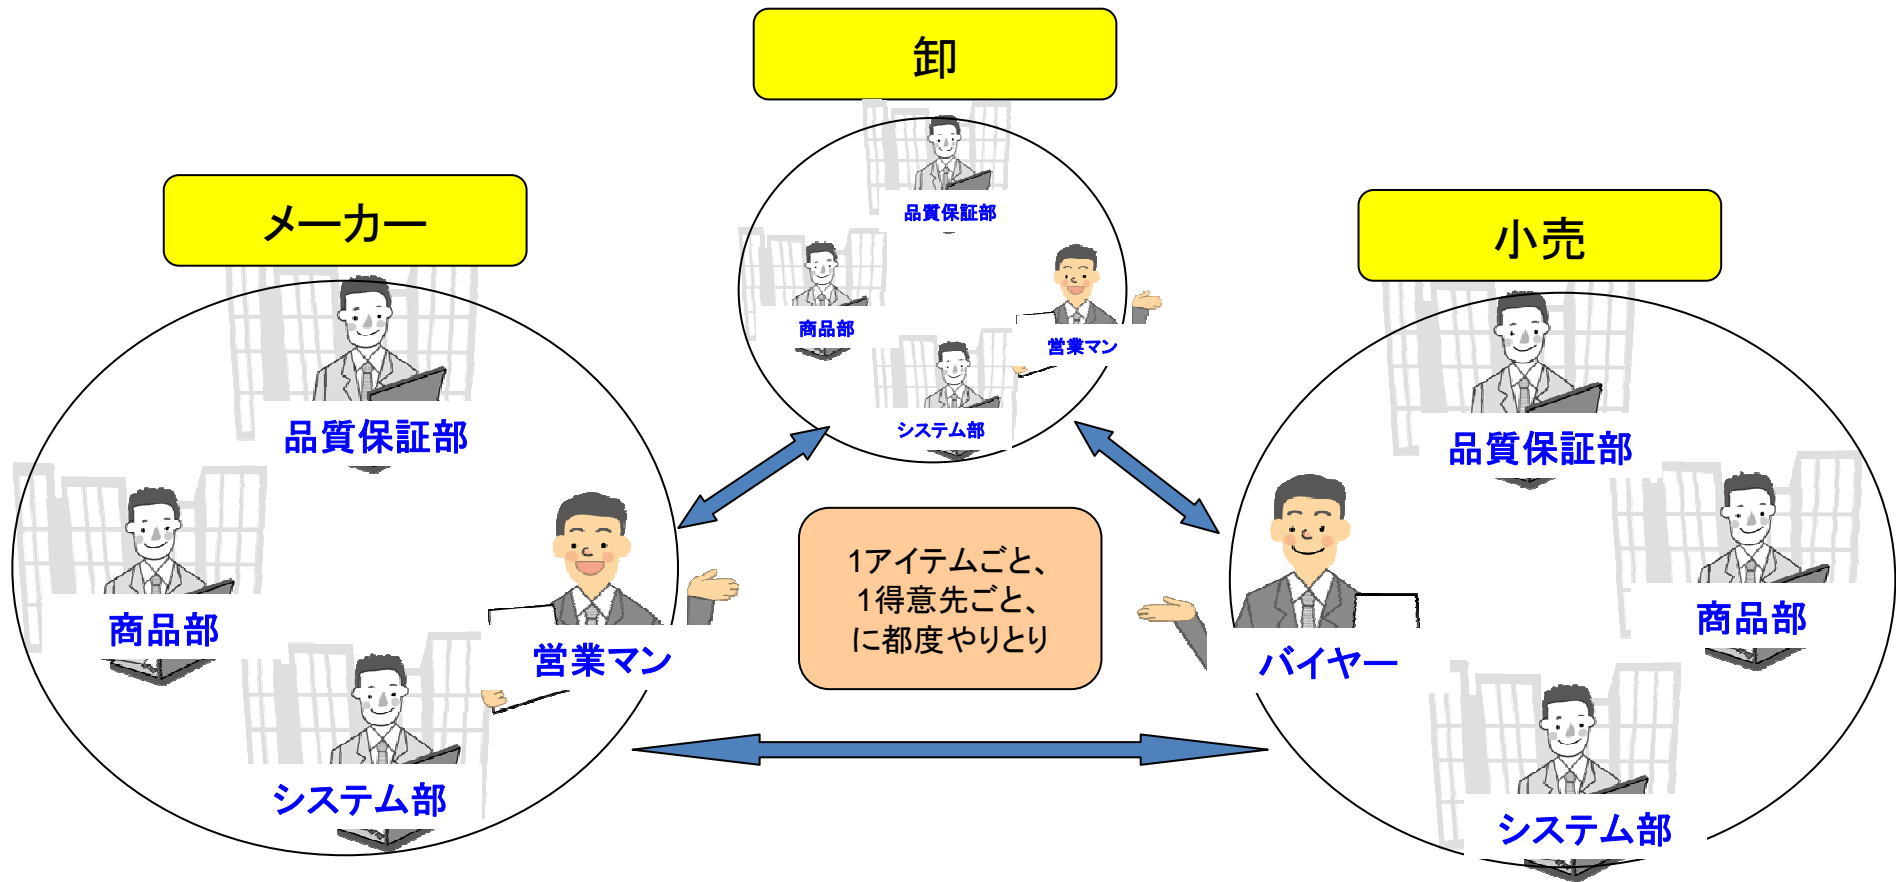 卸
品質保証部
商品部
営業マン
システム部
メーカー
品質保証部
商品部
営業マン
システム部
小売
品質保証部
商品部
バイヤー
システム部
1アイテムごと、
1得意先ごと、
に都度やりとり